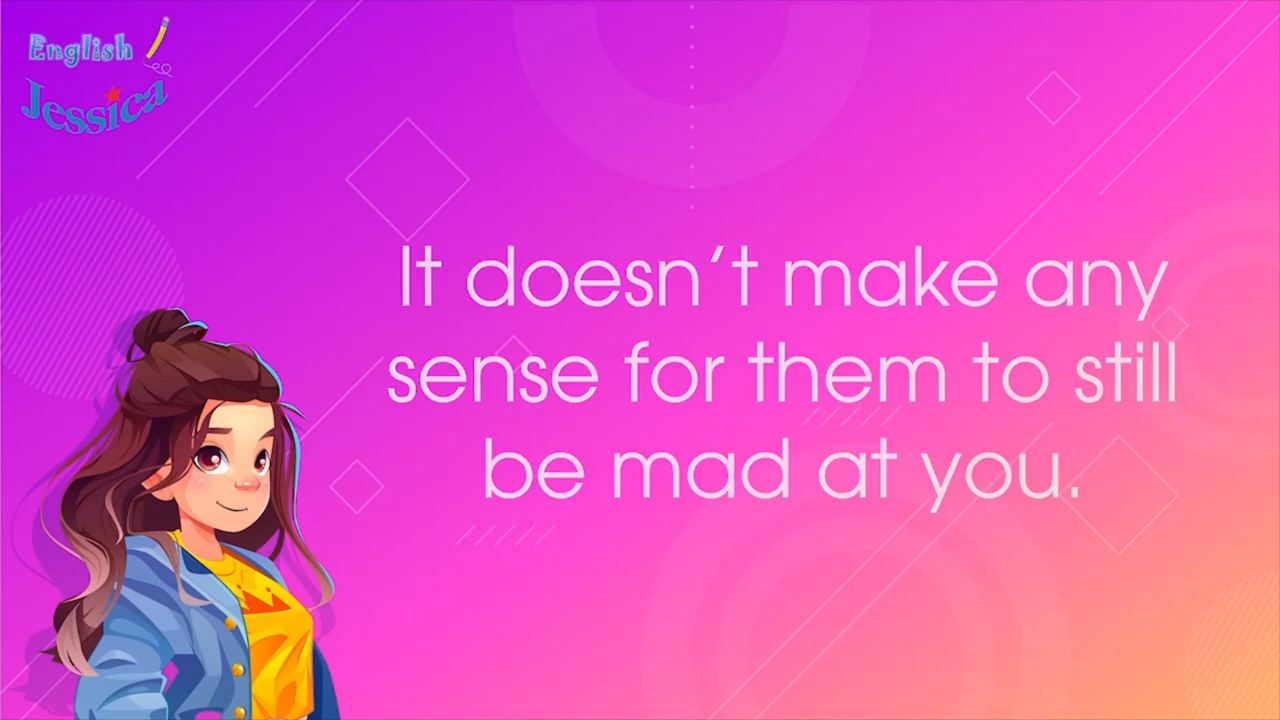 English
Jessica
It doesn't make any
sense for them to still
be mad at you.